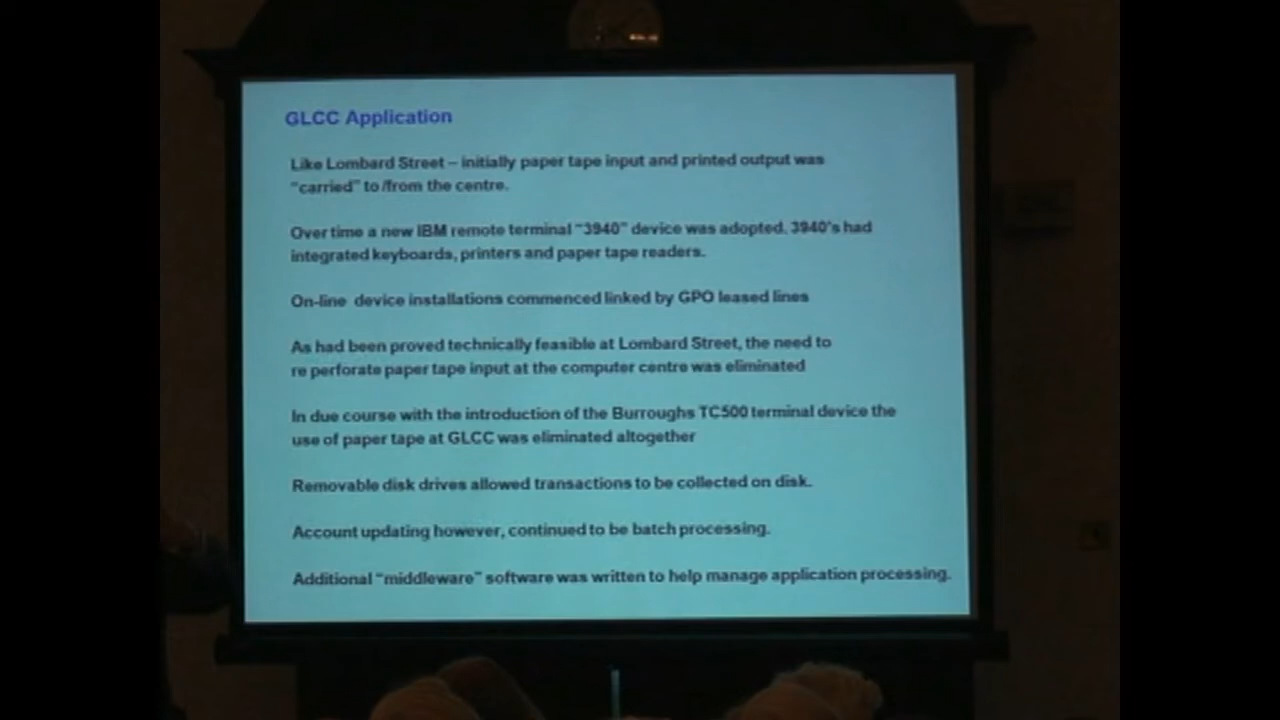 GLCC Application
Like Lombard Street – initially paper tape input and printed output was
"carried" to/from the centre.
Over time a new IBM remote terminal "3940" device was adopted. 3940's had
integrated keyboards, printers and paper tape readers.
On-line device installations commenced linked by GPO leased lines
As had been proved technically feasible at Lombard Street, the need to
re perforate paper tape input at the computer centre was eliminated
In due course with the introduction of the Burroughs TC500 terminal device the
use of paper tape at GLCC was eliminated altogether
Removable disk drives allowed transactions to be collected on disk.
Account updating however, continued to be batch processing.
Additional "middleware" software was written to help manage application processing.